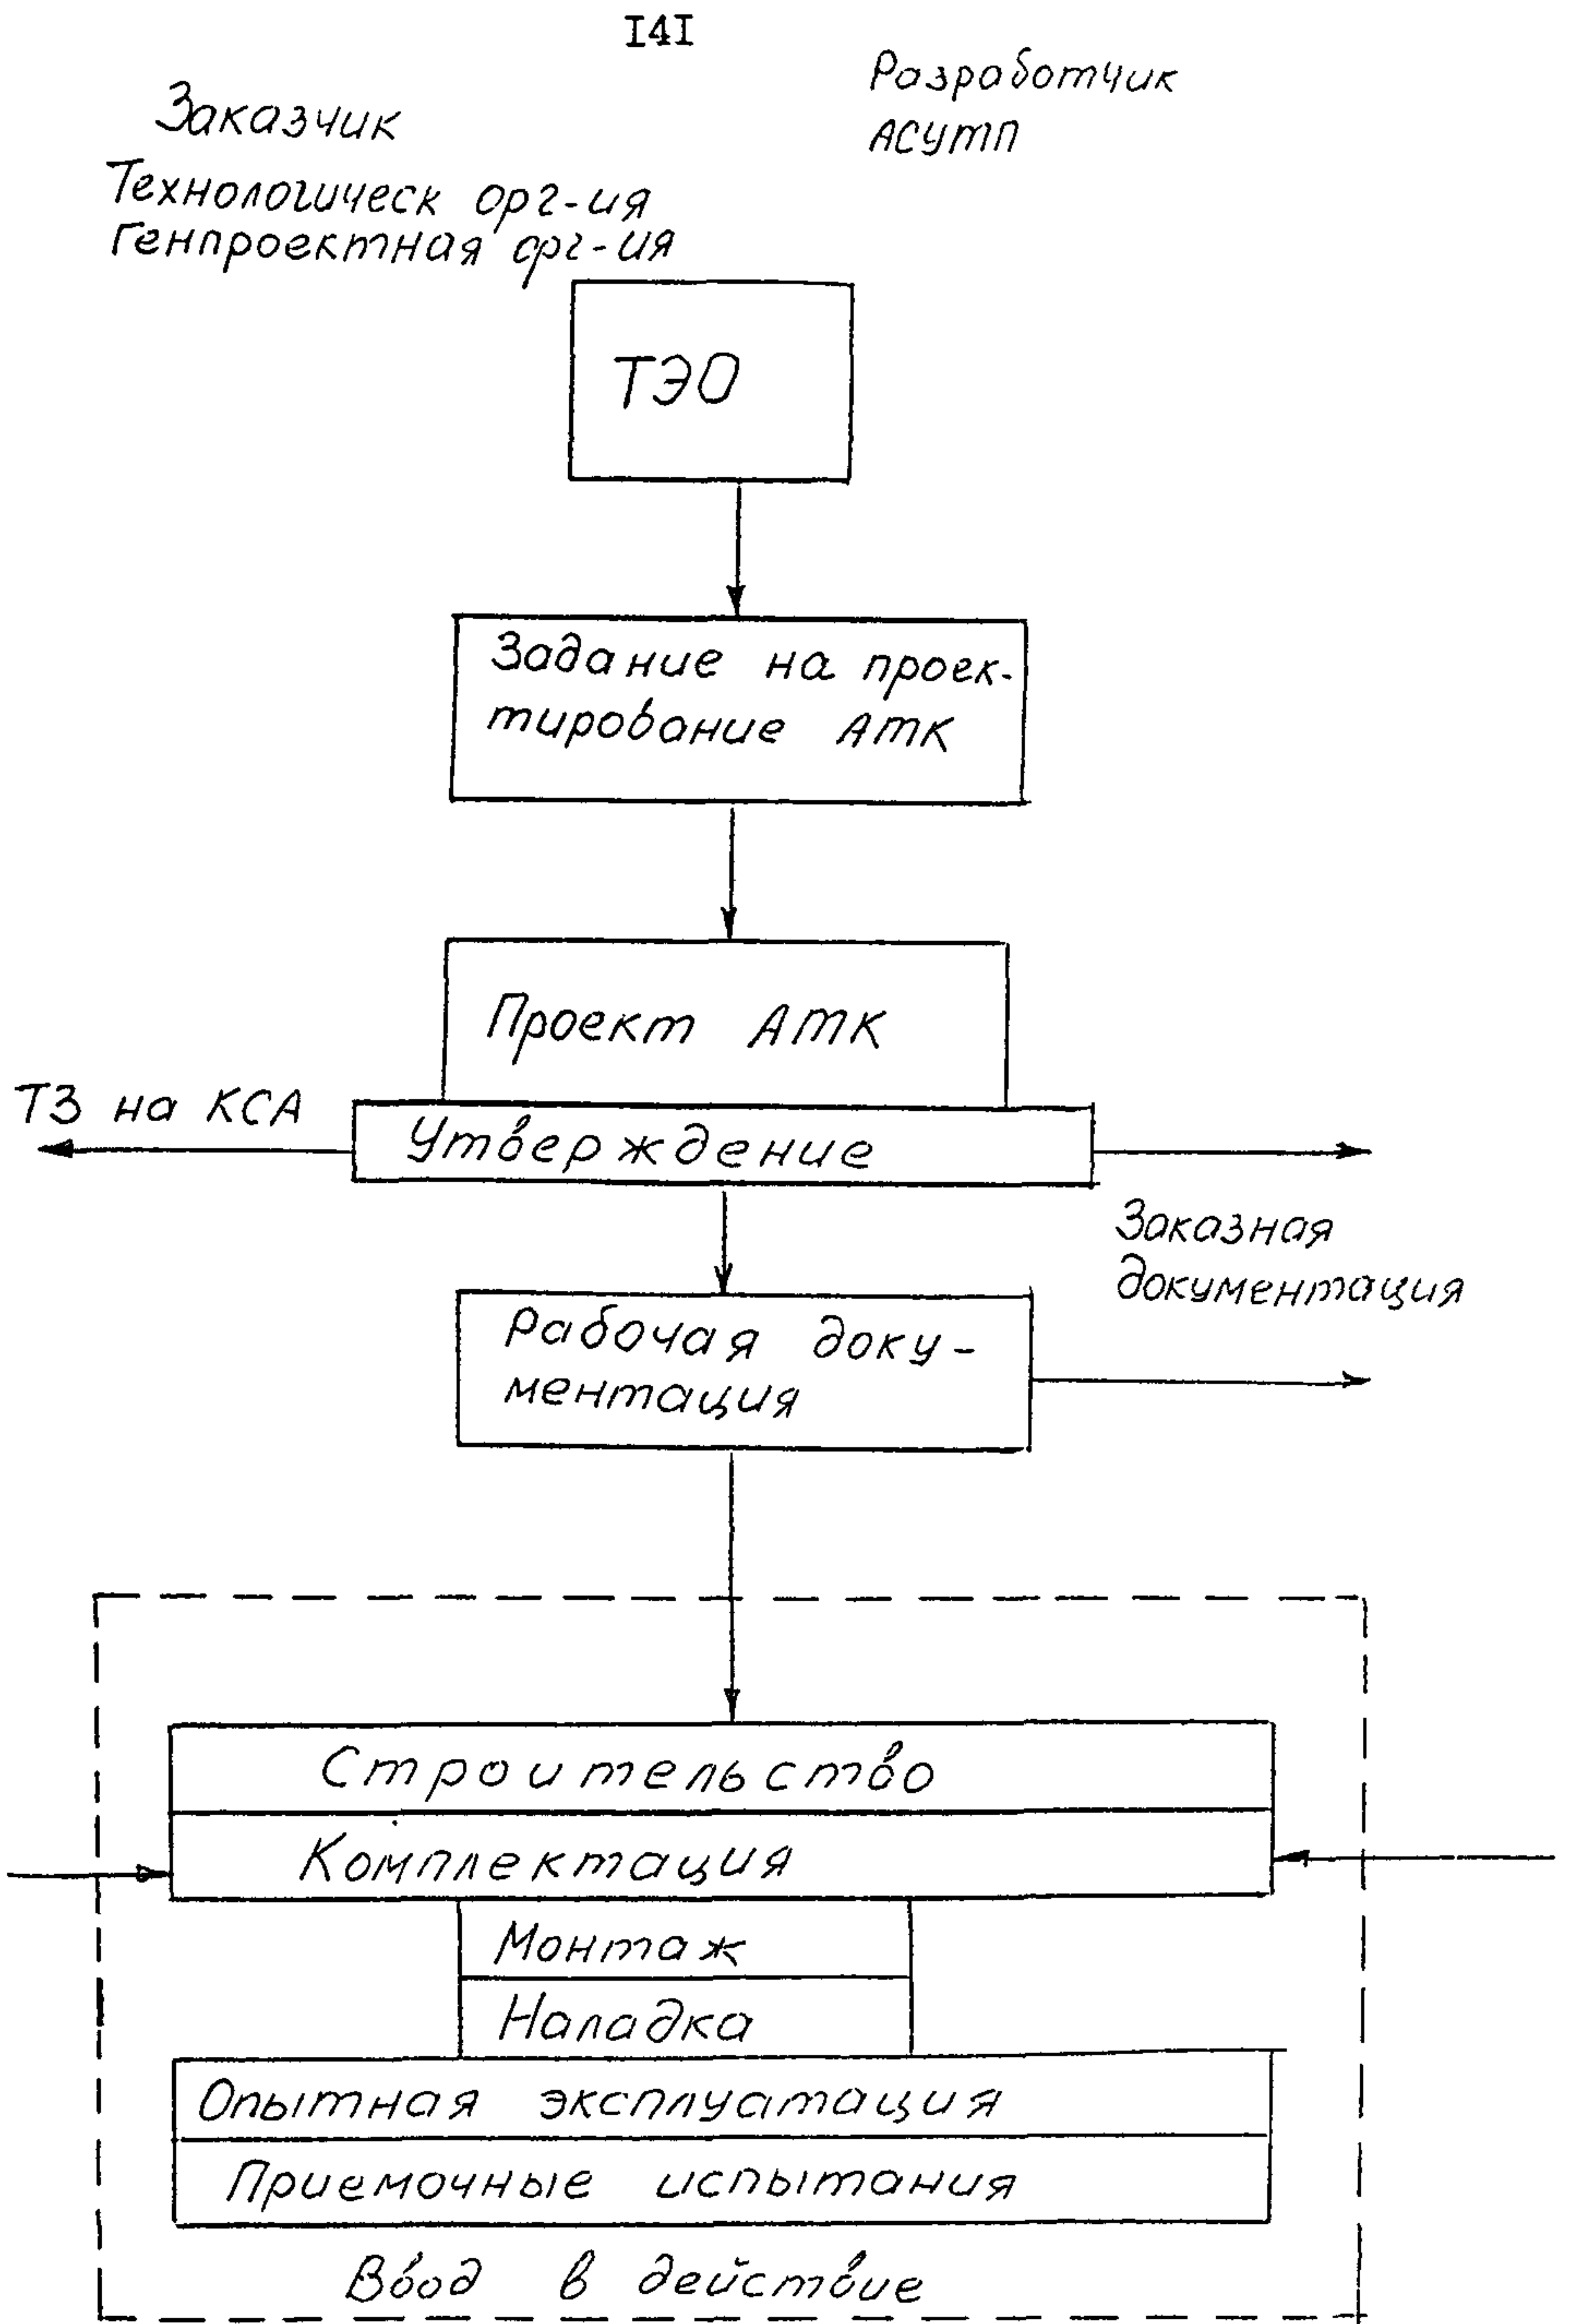 I4I
Разработчик
АСУТП
Заказчик
Технологическ орг-ия
Генпроектная орг-ия
ТЭО
Задание на проек-
тирование АТК
Проект АТК
ТЗ на КСА
Утверждение
Заказная
документация
Рабочая доку-
ментация
Строительство
Комплектация
Монтаж
Наладка
Опытная эксплуатация
Приемочные испытания
Ввод в действие